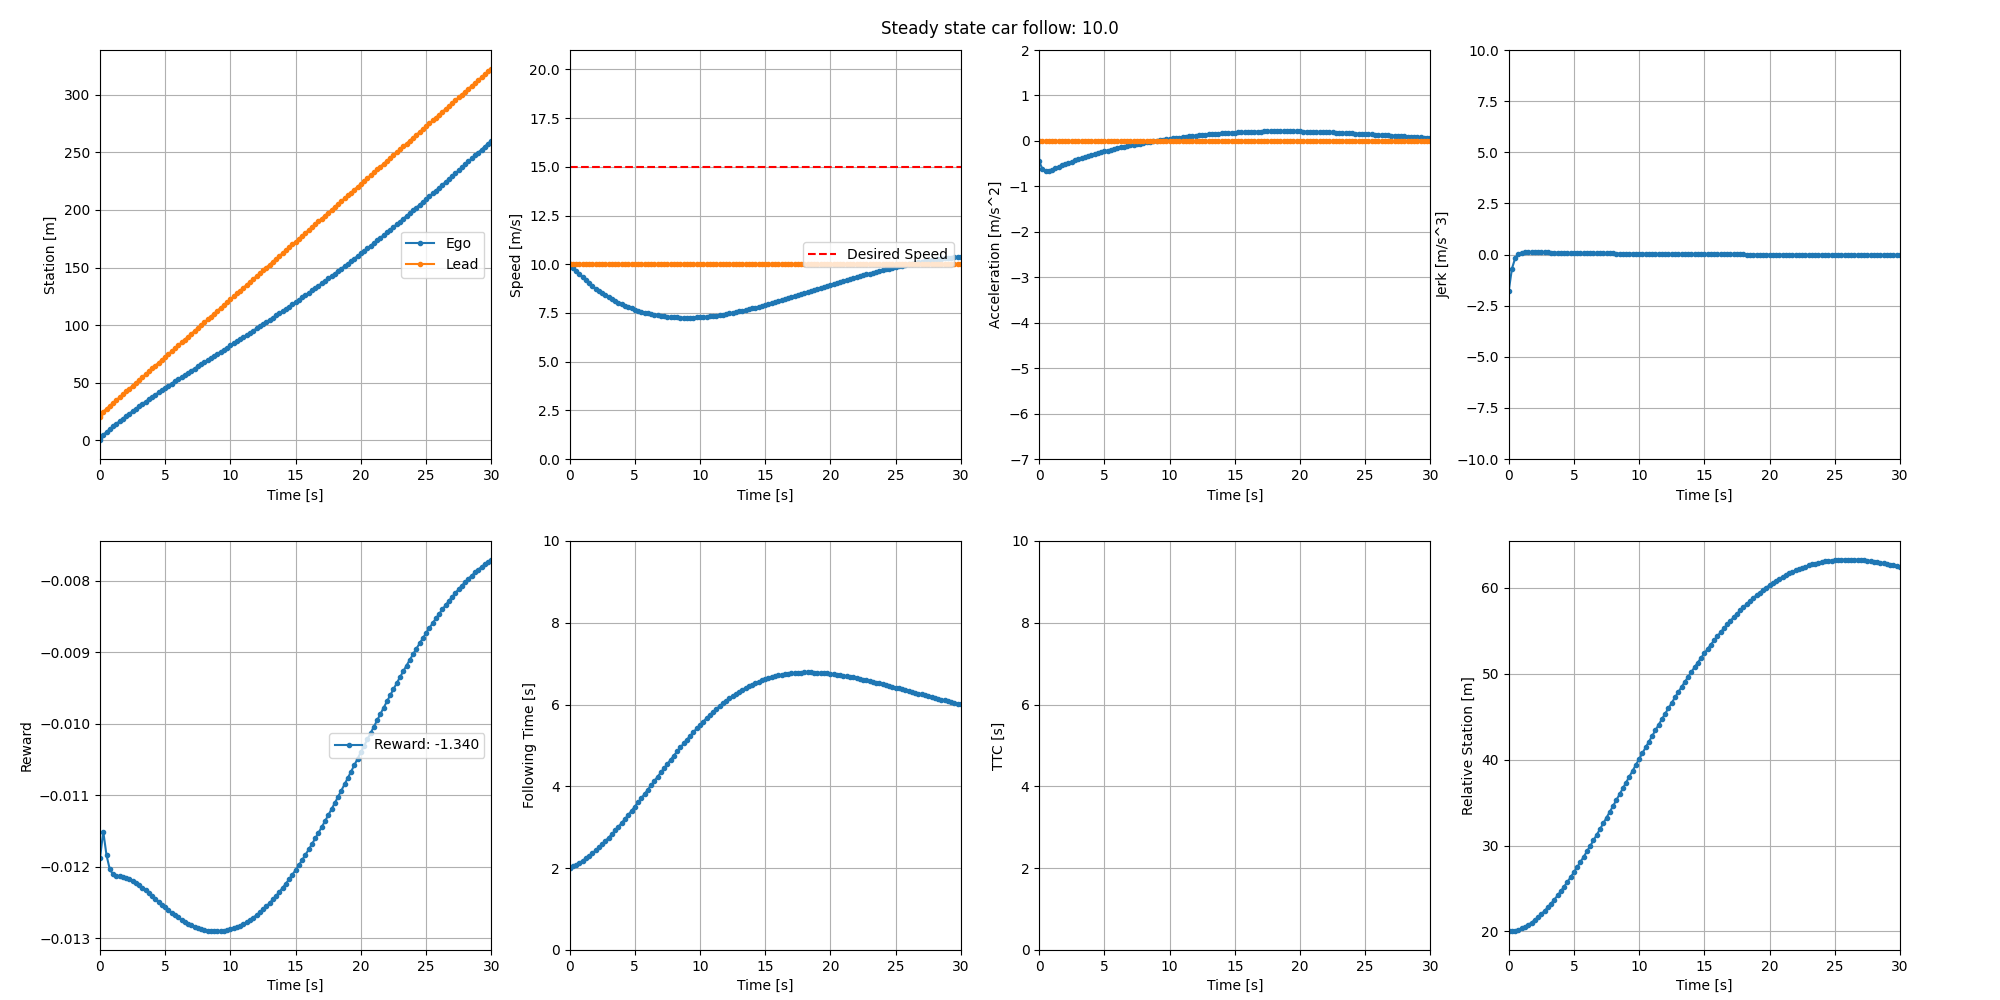 Steady state car follow: 10.0
Station [m]
300
250
200
150
100
50
0
Ego
Lead
0 5 10 15 20 25 30
Time [s]
Speed [m/s]
20.0
17.5
15.0
12.5
10.0
7.5
5.0
2.5
0.0
Desired Speed
0 5 10 15 20 25 30
Time [s]
Acceleration [m/s^2]
2
1
0
−1
−2
−3
−4
−5
−6
−7
0 5 10 15 20 25 30
Time [s]
Jerk [m/s^3]
10.0
7.5
5.0
2.5
0.0
−2.5
−5.0
−7.5
−10.0
0 5 10 15 20 25 30
Time [s]
Reward
−0.008
−0.009
−0.010
−0.011
−0.012
−0.013
Reward: -1.340
0 5 10 15 20 25 30
Time [s]
Following Time [s]
10
8
6
4
2
0
0 5 10 15 20 25 30
Time [s]
TTC [s]
10
8
6
4
2
0
0 5 10 15 20 25 30
Time [s]
Relative Station [m]
60
50
40
30
20
0 5 10 15 20 25 30
Time [s]